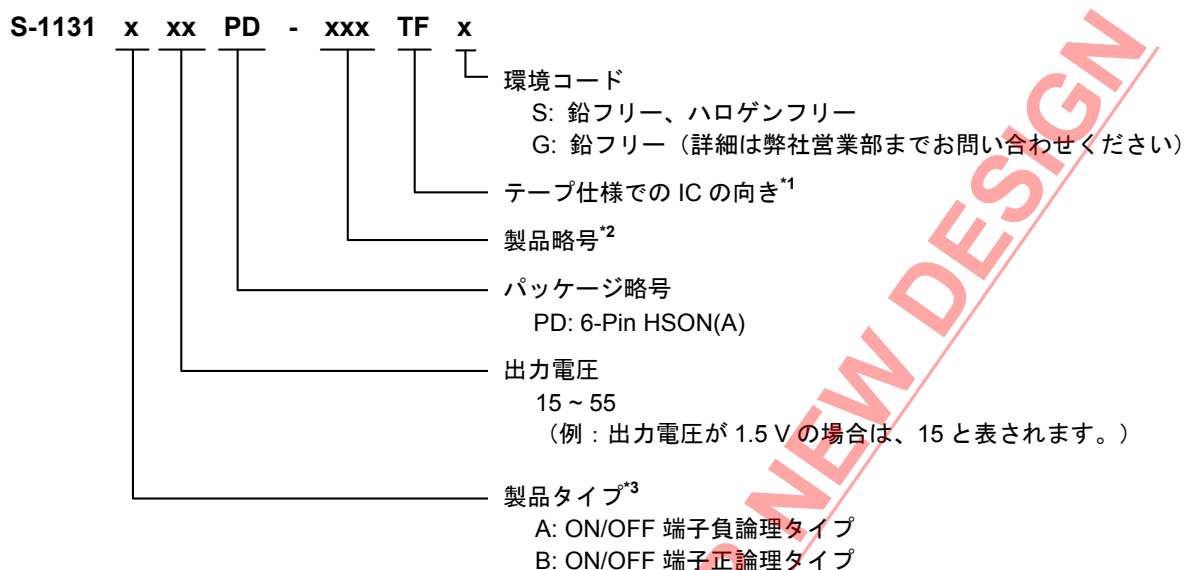 S-1131 x xx PD - xxx TF x
環境コード
S: 鉛フリー、ハロゲンフリー
G: 鉛フリー（詳細は弊社営業部までお問い合わせください）
テープ仕様での IC の向き*1
製品略号*2
パッケージ略号
PD: 6-Pin HSON(A)
出力電圧
15 ~ 55
（例：出力電圧が 1.5 V の場合は、15 と表されます。）
製品タイプ*3
A: ON/OFF 端子負論理タイプ
B: ON/OFF 端子正論理タイプ
NEW DESIGN